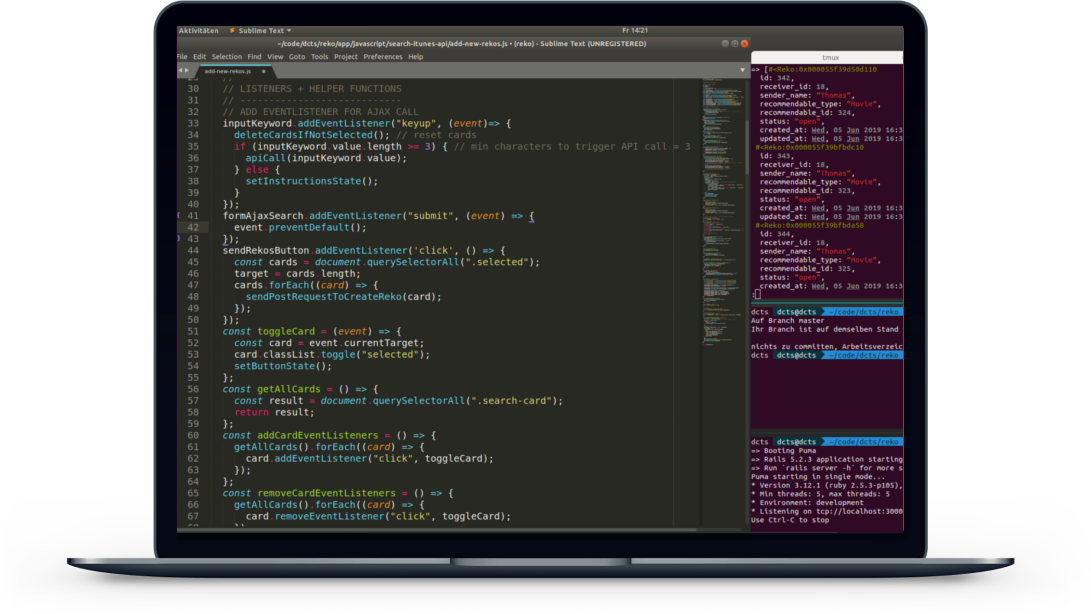 Aktivitäten
Sublime Text
Fr 14:21
~/code/dcts/reko/app/javascript/search-itunes-api/add-new-rekos.js • (reko) - Sublime Text (UNREGISTERED)
File Edit Selection Find View Goto Tools Project Preferences Help
add-new-rekos.js
30 // LISTENERS + HELPER FUNCTIONS
31 // ----------------------------
32 // ADD EVENTLISTENER FOR AJAX CALL
33 inputKeyword.addEventListener("keyup", (event)=> {
34 deleteCardsIfNotSelected(); // reset cards
35 if (inputKeyword.value.length >= 3) { // min characters to trigger API call = 3
36 apiCall(inputKeyword.value);
37 } else {
38 setInstructionsState();
39 }
40 });
41 formAjaxSearch.addEventListener("submit", (event) => {
42 event.preventDefault();
43 });
44 sendRekosButton.addEventListener('click', () => {
45 const cards = document.querySelectorAll(".selected");
46 target = cards.length;
47 cards.forEach((card) => {
48 sendPostRequestToCreateReko(card);
49 });
50 });
51 const toggleCard = (event) => {
52 const card = event.currentTarget;
53 card.classList.toggle("selected");
54 setButtonState();
55 };
56 const getAllCards = () => {
57 const result = document.querySelectorAll(".search-card");
58 return result;
59 };
60 const addCardEventListeners = () => {
61 getAllCards().forEach((card) => {
62 card.addEventListener("click", toggleCard);
63 });
64 };
65 const removeCardEventListeners = () => {
66 getAllCards().forEach((card) => {
67 card.removeEventListener("click", toggleCard);
tmux
=> [#<Reko:0x000055f39d50d110
id: 342,
receiver_id: 18,
sender_name: "Thomas",
recommendable_type: "Movie",
recommendable_id: 324,
status: "open",
created_at: Wed, 05 Jun 2019 16:3
updated_at: Wed, 05 Jun 2019 16:3
#<Reko:0x000055f39bfbdc10
id: 343,
receiver_id: 18,
sender_name: "Thomas",
recommendable_type: "Movie",
recommendable_id: 323,
status: "open",
created_at: Wed, 05 Jun 2019 16:3
updated_at: Wed, 05 Jun 2019 16:3
#<Reko:0x000055f39bfbda58
id: 344,
receiver_id: 18,
sender_name: "Thomas",
recommendable_type: "Movie",
recommendable_id: 325,
status: "open",
created_at: Wed, 05 Jun 2019 16:3
:
dcts dcts@dcts ~/code/dcts/reko
Auf Branch master
Ihr Branch ist auf demselben Stand
nichts zu committen, Arbeitsverzeic
dcts dcts@dcts ~/code/dcts/reko
dcts dcts@dcts ~/code/dcts/reko
=> Booting Puma
=> Rails 5.2.3 application starting
=> Run `rails server -h` for more s
Puma starting in single mode...
* Version 3.12.1 (ruby 2.5.3-p105),
* Min threads: 5, max threads: 5
* Environment: development
* Listening on tcp://localhost:3000
Use Ctrl-C to stop